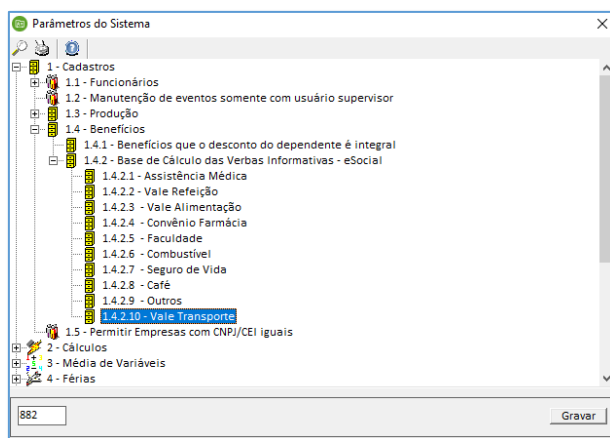 Parâmetros do Sistema
1 - Cadastros
1.1 - Funcionários
1.2 - Manutenção de eventos somente com usuário supervisor
1.3 - Produção
1.4 - Benefícios
1.4.1 - Benefícios que o desconto do dependente é integral
1.4.2 - Base de Cálculo das Verbas Informativas - eSocial
1.4.2.1 - Assistência Médica
1.4.2.2 - Vale Refeição
1.4.2.3 - Vale Alimentação
1.4.2.4 - Convênio Farmácia
1.4.2.5 - Faculdade
1.4.2.6 - Combustível
1.4.2.7 - Seguro de Vida
1.4.2.8 - Café
1.4.2.9 - Outros
1.4.2.10 - Vale Transporte
1.5 - Permitir Empresas com CNPJ/CEI iguais
2 - Cálculos
3 - Média de Variáveis
4 - Férias
882
Gravar